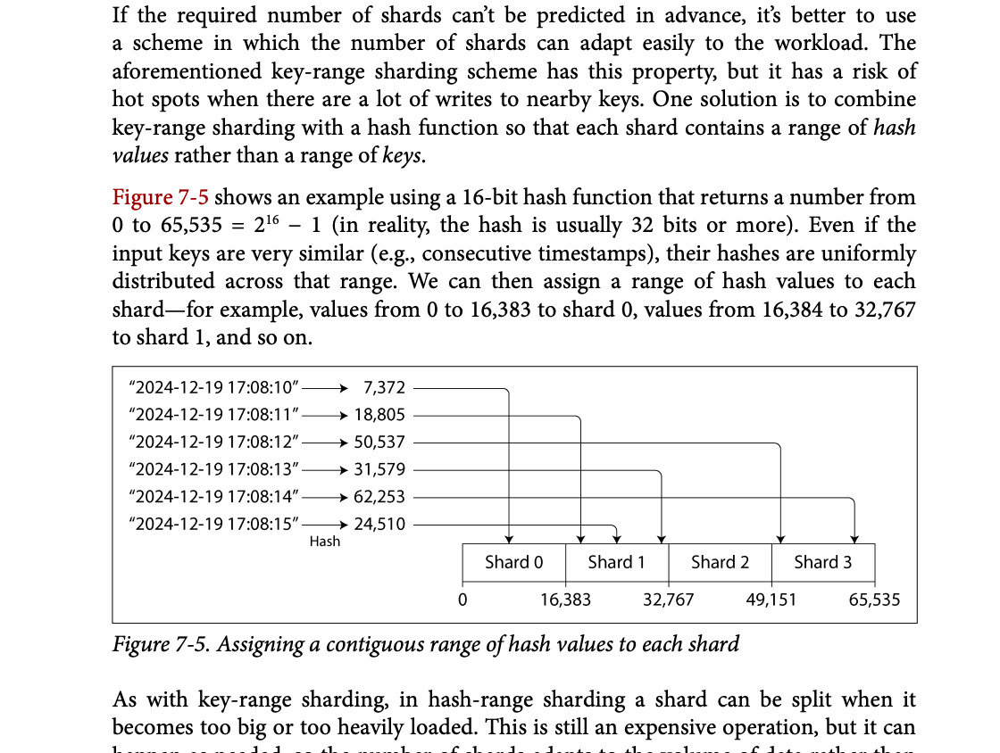 If the required number of shards can’t be predicted in advance, it’s better to use
a scheme in which the number of shards can adapt easily to the workload. The
aforementioned key-range sharding scheme has this property, but it has a risk of
hot spots when there are a lot of writes to nearby keys. One solution is to combine
key-range sharding with a hash function so that each shard contains a range of hash
values rather than a range of keys.
Figure 7-5 shows an example using a 16-bit hash function that returns a number from
0 to 65,535 = 2¹⁶ − 1 (in reality, the hash is usually 32 bits or more). Even if the
input keys are very similar (e.g., consecutive timestamps), their hashes are uniformly
distributed across that range. We can then assign a range of hash values to each
shard—for example, values from 0 to 16,383 to shard 0, values from 16,384 to 32,767
to shard 1, and so on.
“2024-12-19 17:08:10” 7,372
“2024-12-19 17:08:11” 18,805
“2024-12-19 17:08:12” 50,537
“2024-12-19 17:08:13” 31,579
“2024-12-19 17:08:14” 62,253
“2024-12-19 17:08:15” 24,510
Hash
Shard 0 Shard 1 Shard 2 Shard 3
0 16,383 32,767 49,151 65,535
Figure 7-5. Assigning a contiguous range of hash values to each shard
As with key-range sharding, in hash-range sharding a shard can be split when it
becomes too big or too heavily loaded. This is still an expensive operation, but it can